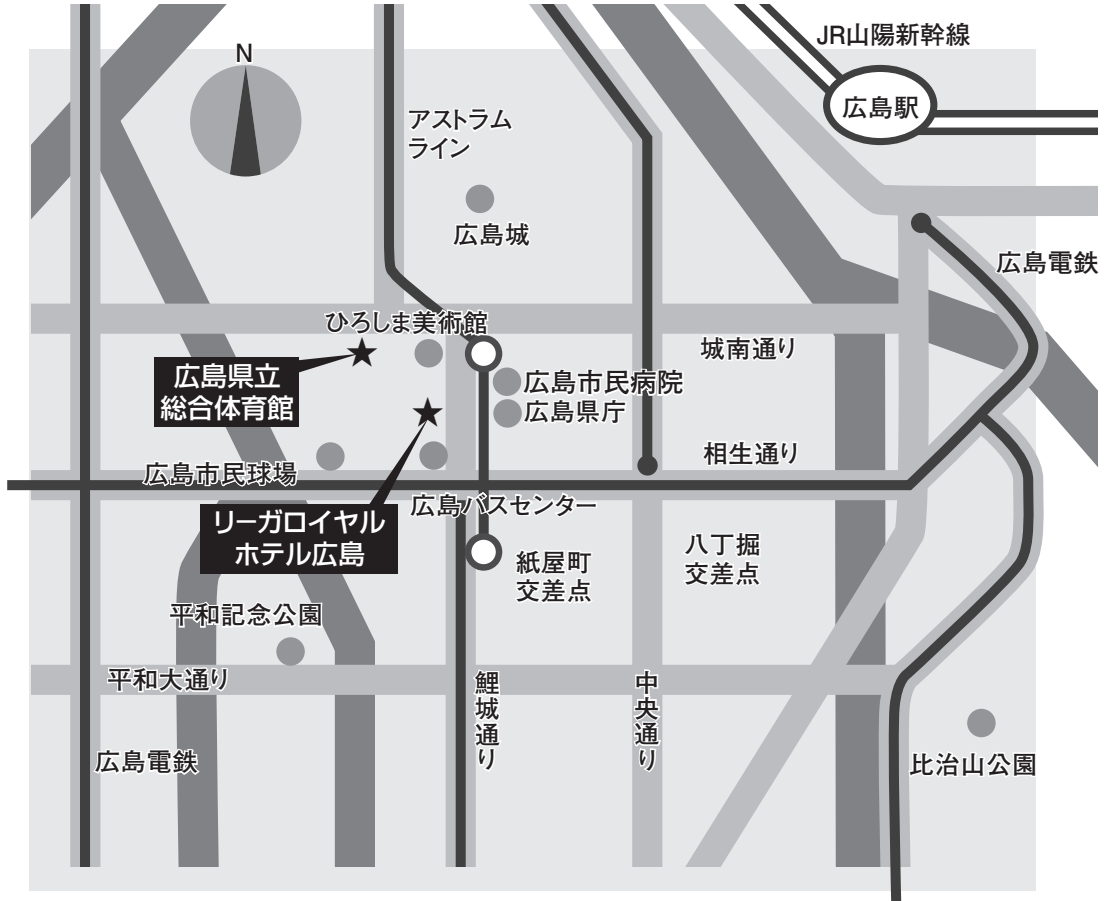 JR山陽新幹線
N
広島駅
アストラム
ライン
広島城
広島電鉄
ひろしま美術館
城南通り
広島県立
総合体育館
広島市民病院
広島県庁
相生通り
広島市民球場
広島バスセンター
リーガロイヤル
ホテル広島
八丁堀
交差点
紙屋町
交差点
平和記念公園
平和大通り
鯉城通り
中央通り
広島電鉄
比治山公園